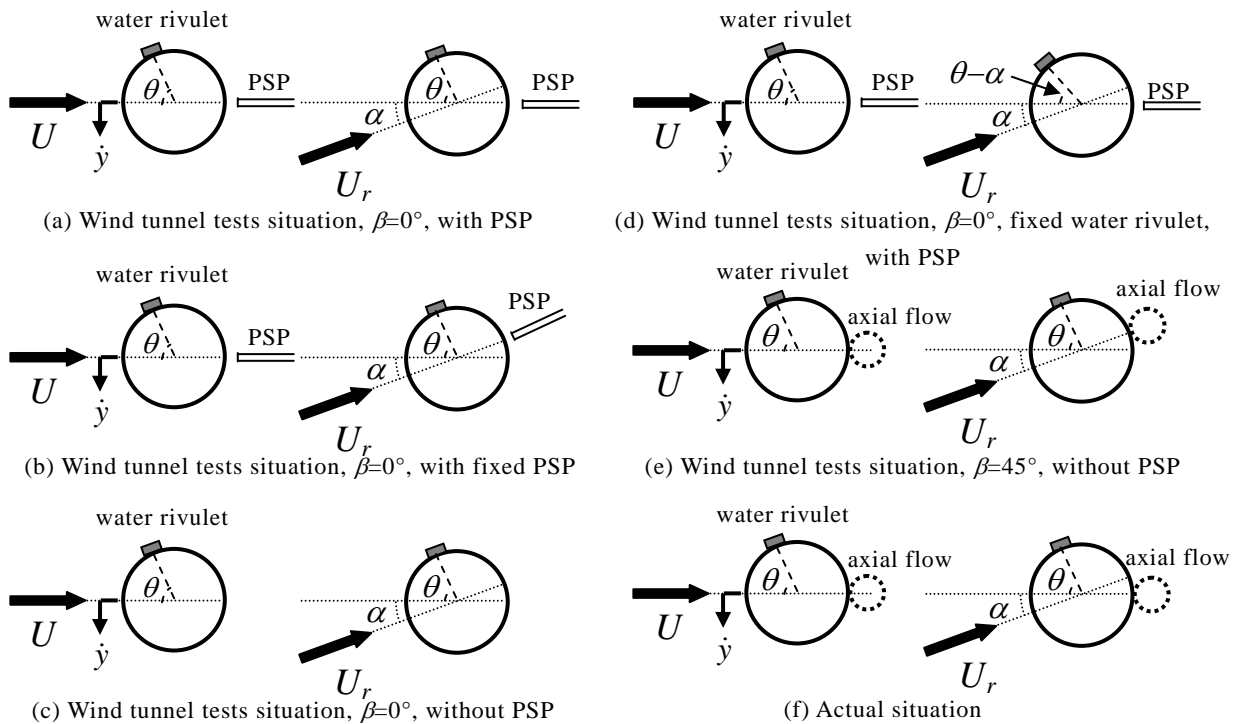 water rivulet
θ
PSP
U
ẏ
θ
α
PSP
U_r
(a) Wind tunnel tests situation, β=0°, with PSP
water rivulet
θ
PSP
U
ẏ
θ
α
PSP
U_r
(b) Wind tunnel tests situation, β=0°, with fixed PSP
water rivulet
θ
U
ẏ
θ
α
U_r
(c) Wind tunnel tests situation, β=0°, without PSP
water rivulet
θ
PSP
U
ẏ
θ−α
α
PSP
U_r
(d) Wind tunnel tests situation, β=0°, fixed water rivulet,
with PSP
water rivulet
θ
axial flow
U
ẏ
θ
α
axial flow
U_r
(e) Wind tunnel tests situation, β=45°, without PSP
water rivulet
θ
axial flow
U
ẏ
θ
α
axial flow
U_r
(f) Actual situation